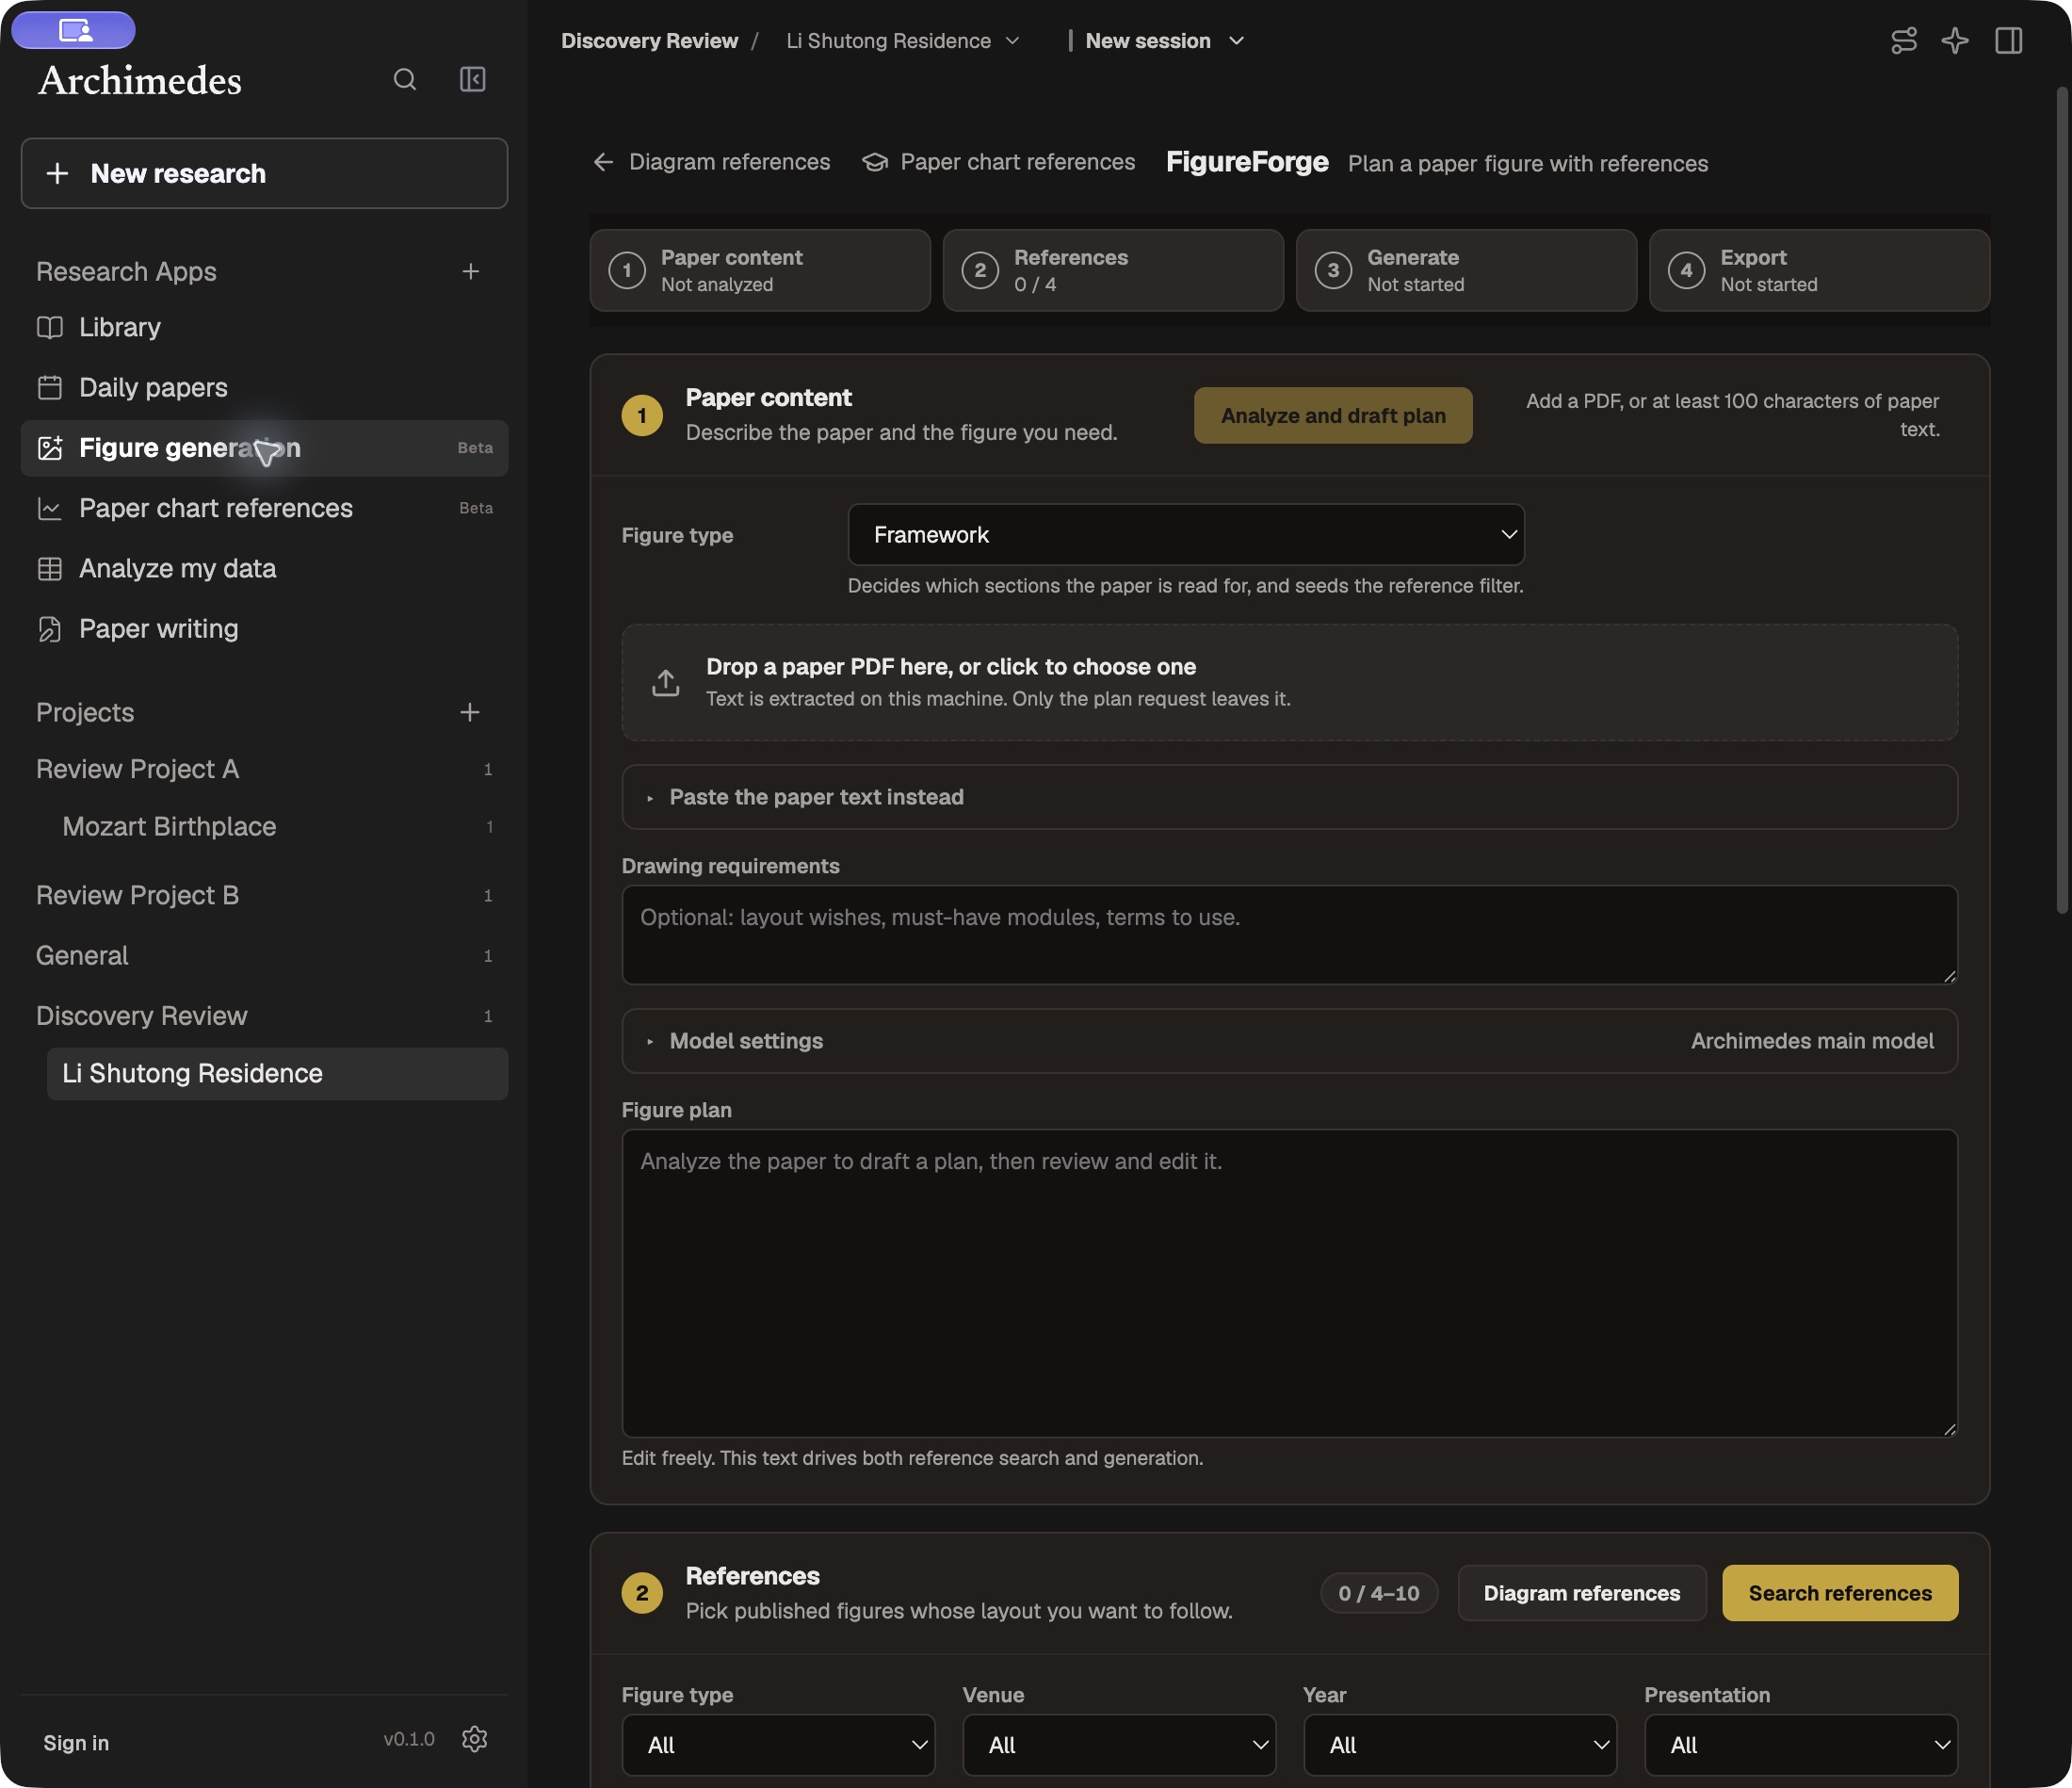 Archimedes
New research
Research Apps
Library
Daily papers
Figure generation Beta
Paper chart references Beta
Analyze my data
Paper writing
Projects
Review Project A 1
Mozart Birthplace 1
Review Project B 1
General 1
Discovery Review 1
Li Shutong Residence
Sign in v0.1.0
Discovery Review / Li Shutong Residence | New session
Diagram references Paper chart references FigureForge Plan a paper figure with references
1 Paper content
Not analyzed
2 References
0 / 4
3 Generate
Not started
4 Export
Not started
1 Paper content
Describe the paper and the figure you need.
Analyze and draft plan
Add a PDF, or at least 100 characters of paper
text.
Figure type Framework
Decides which sections the paper is read for, and seeds the reference filter.
Drop a paper PDF here, or click to choose one
Text is extracted on this machine. Only the plan request leaves it.
Paste the paper text instead
Drawing requirements
Optional: layout wishes, must-have modules, terms to use.
Model settings Archimedes main model
Figure plan
Analyze the paper to draft a plan, then review and edit it.
Edit freely. This text drives both reference search and generation.
2 References
Pick published figures whose layout you want to follow.
0 / 4–10 Diagram references Search references
Figure type Venue Year Presentation
All All All All